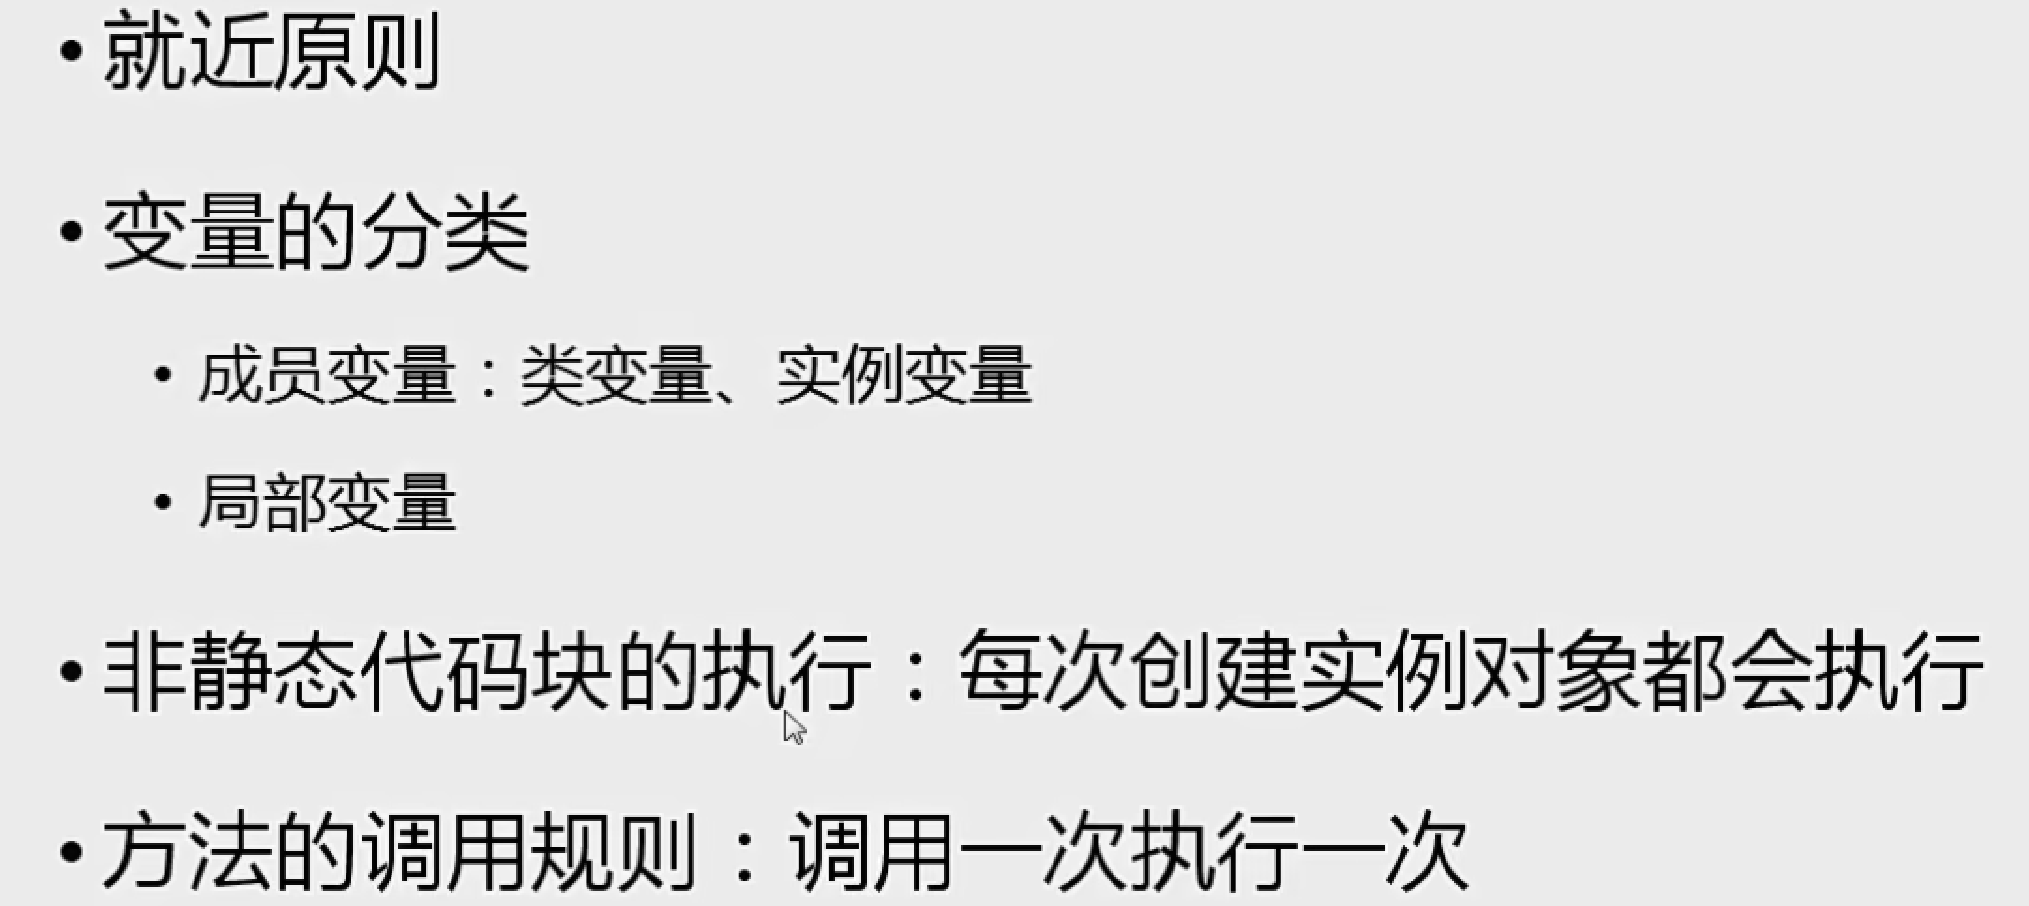 • 就近原则
• 变量的分类
• 成员变量：类变量、实例变量
• 局部变量
• 非静态代码块的执行：每次创建实例对象都会执行
• 方法的调用规则：调用一次执行一次